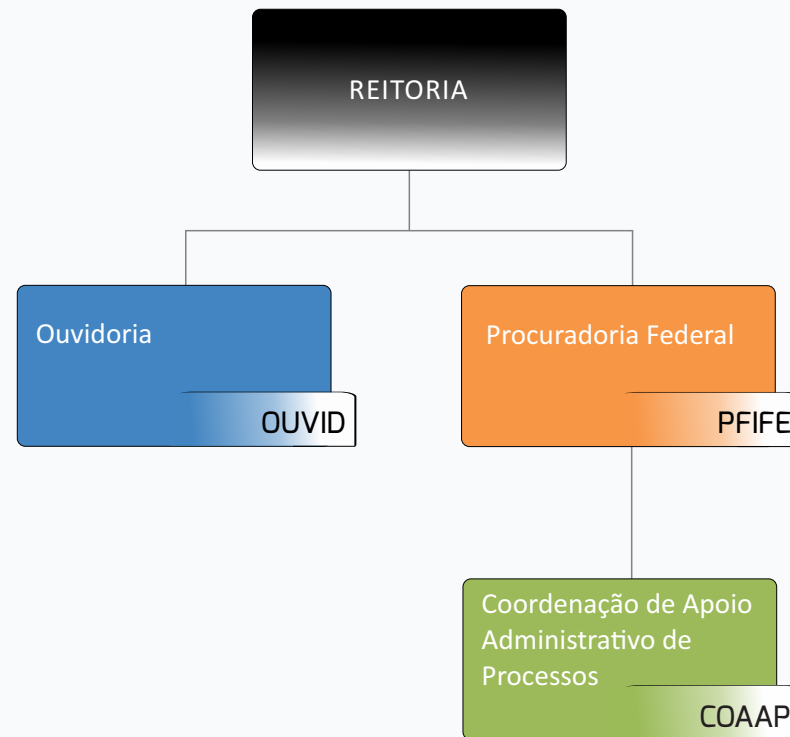 REITORIA
Ouvidoria
OUVID
Procuradoria Federal
PFIFE
Coordenação de Apoio
Administrativo de
Processos
COAAP